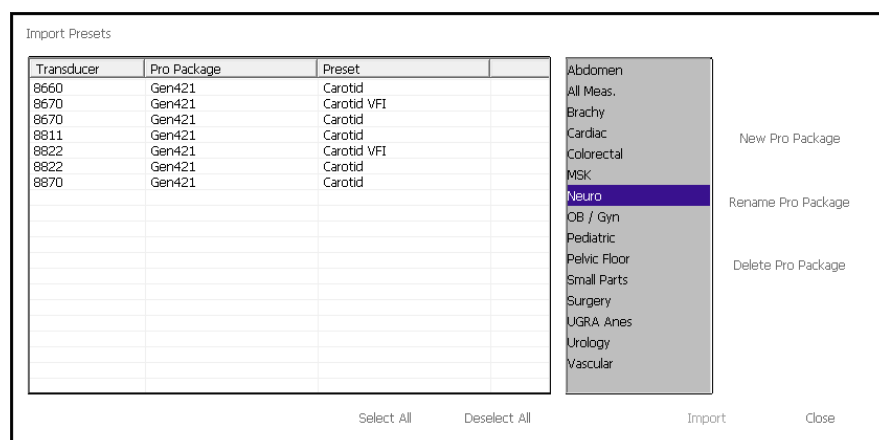 Import Presets
Transducer Pro Package Preset
8660 Gen421 Carotid
8670 Gen421 Carotid VFI
8670 Gen421 Carotid
8811 Gen421 Carotid
8822 Gen421 Carotid VFI
8822 Gen421 Carotid
8870 Gen421 Carotid
Abdomen
All Meas.
Brachy
Cardiac
Colorectal
MSK
Neuro
OB / Gyn
Pediatric
Pelvic Floor
Small Parts
Surgery
UGRA Anes
Urology
Vascular
New Pro Package
Rename Pro Package
Delete Pro Package
Select All Deselect All Import Close